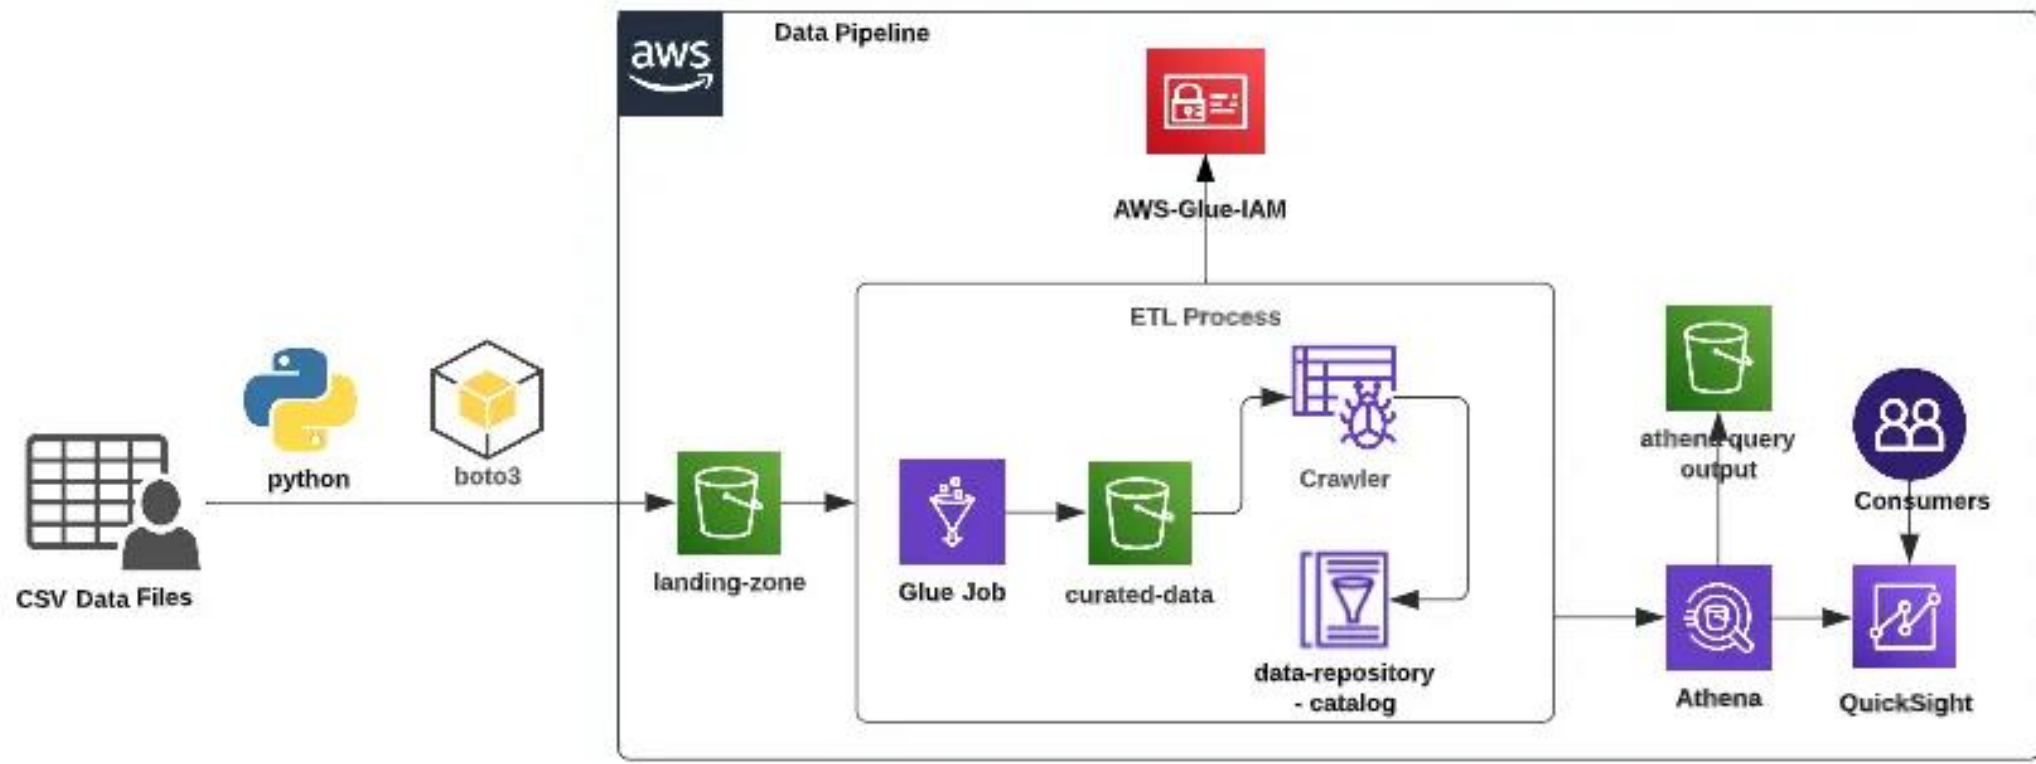 aws
Data Pipeline
AWS-Glue-IAM
ETL Process
python
boto3
CSV Data Files
landing-zone
Glue Job
curated-data
Crawler
data-repository
- catalog
athena query
output
Consumers
Athena
QuickSight